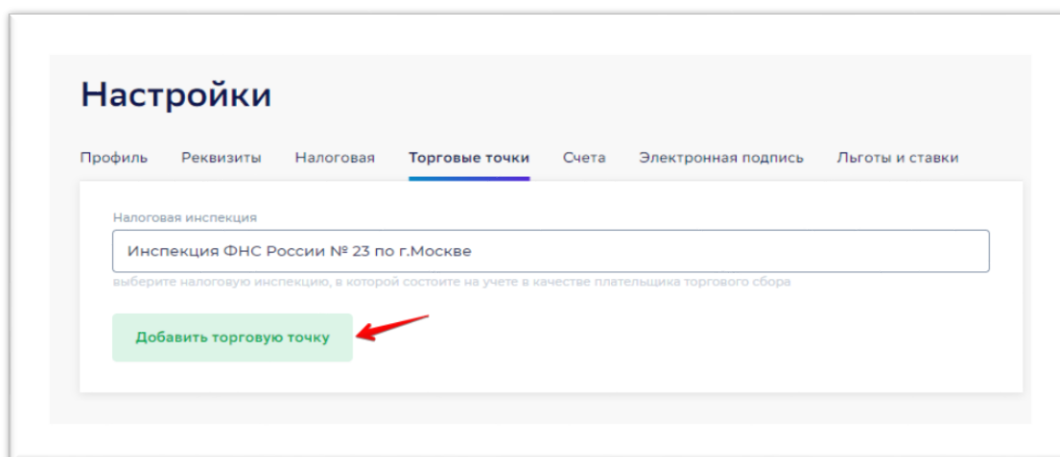 Настройки
Профиль Реквизиты Налоговая Торговые точки Счета Электронная подпись Льготы и ставки
Налоговая инспекция
Инспекция ФНС России № 23 по г.Москве
выберите налоговую инспекцию, в которой состоите на учете в качестве плательщика торгового сбора
Добавить торговую точку